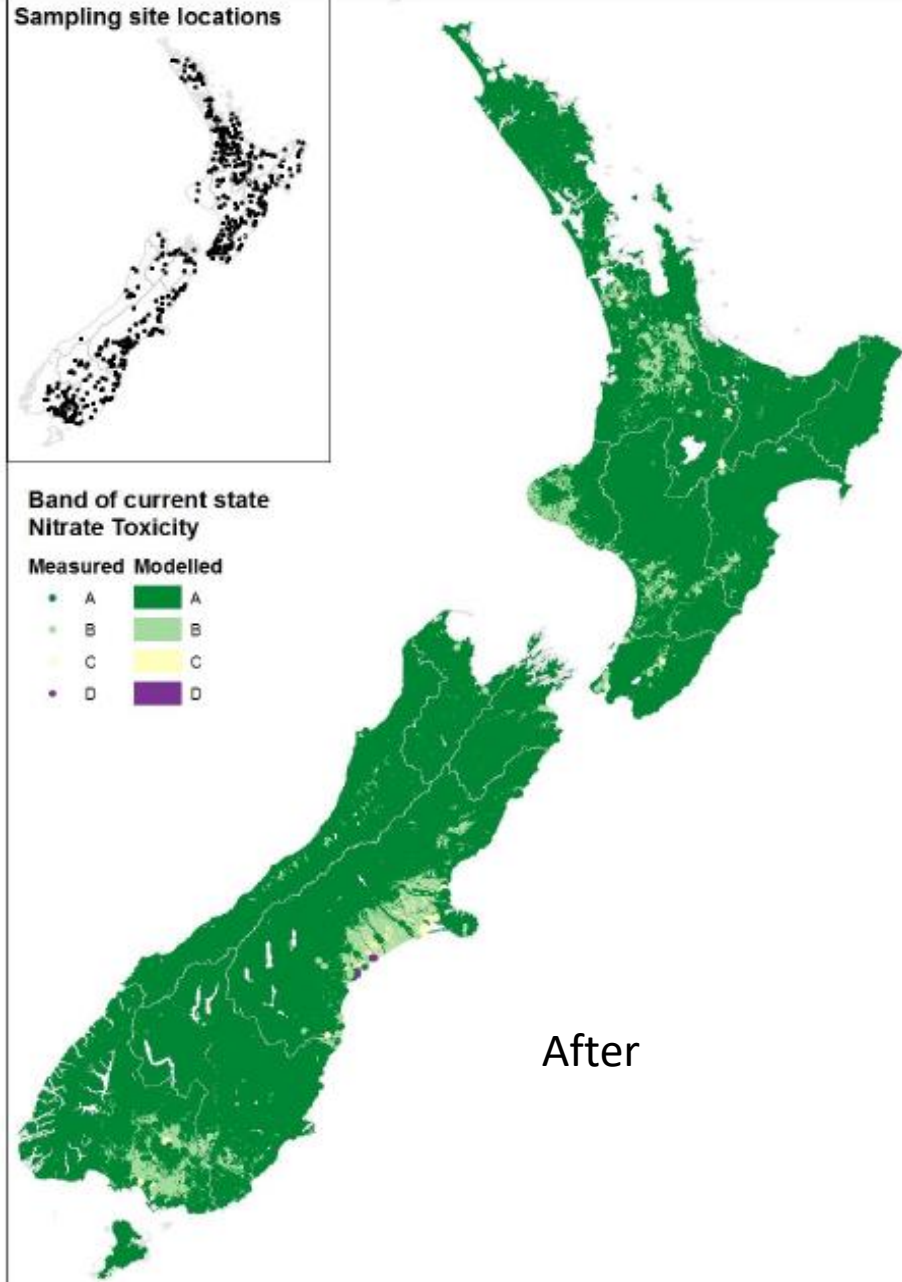 Sampling site locations
Band of current state
Nitrate Toxicity
Measured Modelled
A A
B B
C C
D D
After